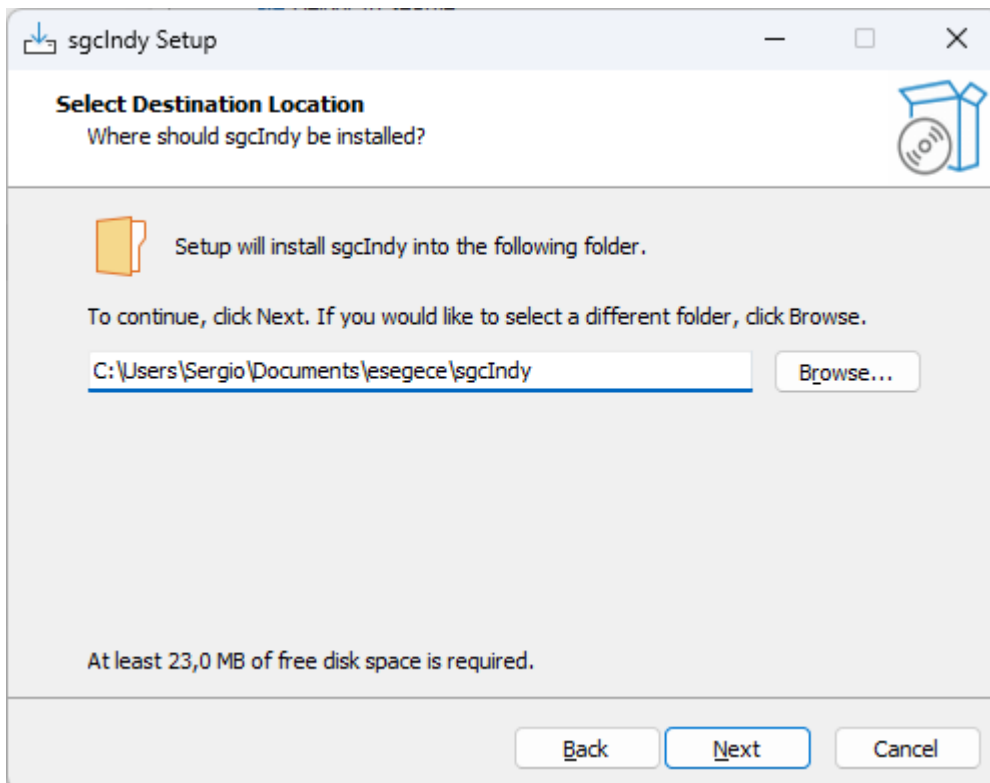 sgcIndy Setup
Select Destination Location
Where should sgcIndy be installed?
Setup will install sgcIndy into the following folder.
To continue, click Next. If you would like to select a different folder, click Browse.
C:\Users\Sergio\Documents\esegece\sgcIndy
Browse...
At least 23,0 MB of free disk space is required.
Back
Next
Cancel